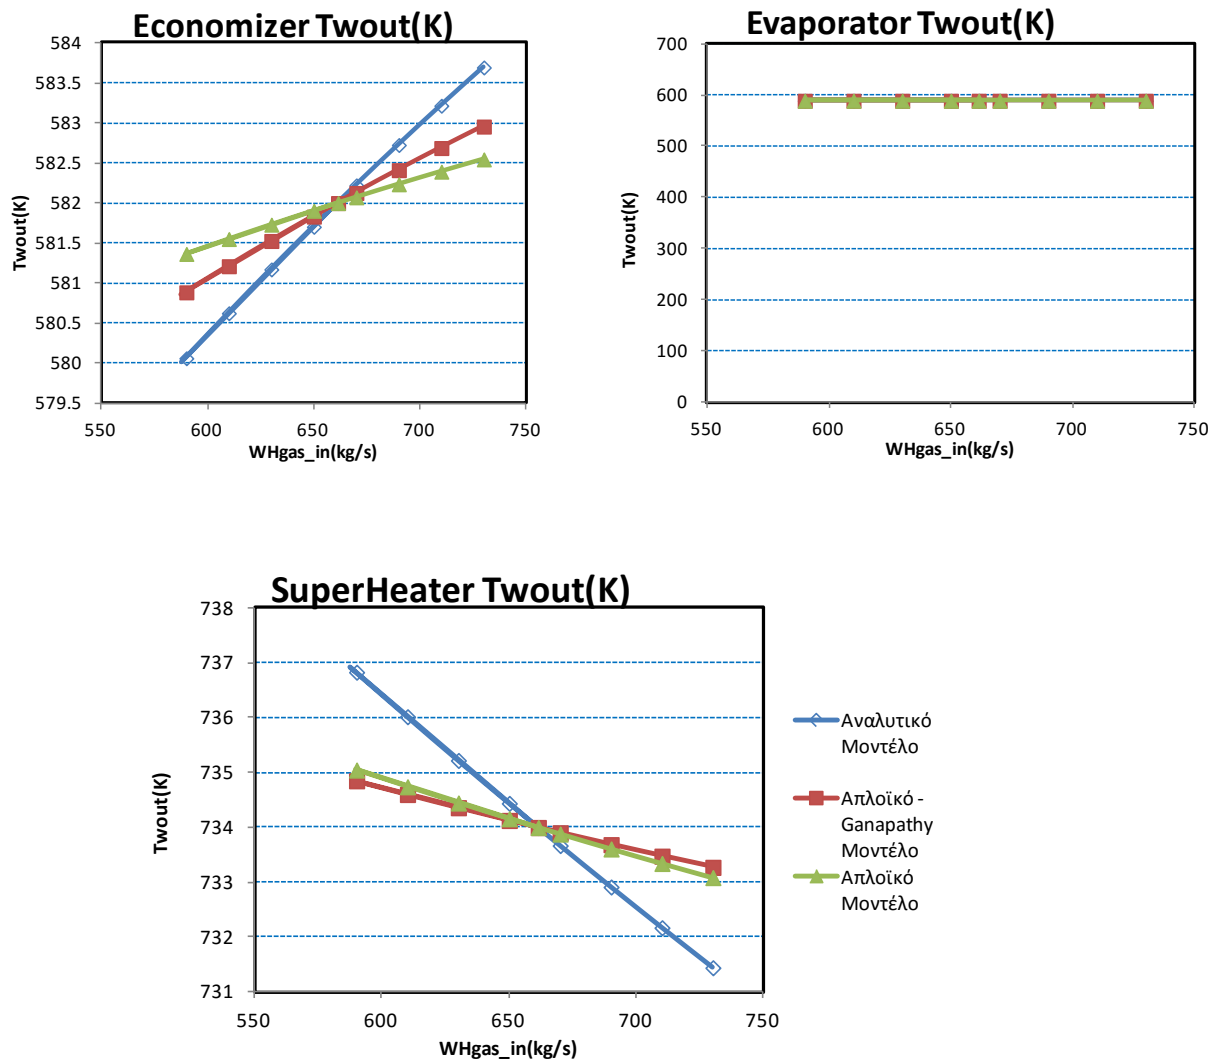 Economizer Twout(K)
584
583.5
583
582.5
582
581.5
581
580.5
580
579.5
Twout(K)
550
600
650
700
750
WHgas_in(kg/s)
Evaporator Twout(K)
700
600
500
400
300
200
100
0
Twout(K)
550
600
650
700
750
WHgas_in(kg/s)
SuperHeater Twout(K)
738
737
736
735
734
733
732
731
Twout(K)
550
600
650
700
750
WHgas_in(kg/s)
Αναλυτικό
Μοντέλο
Απλοϊκό -
Ganapathy
Μοντέλο
Απλοϊκό
Μοντέλο